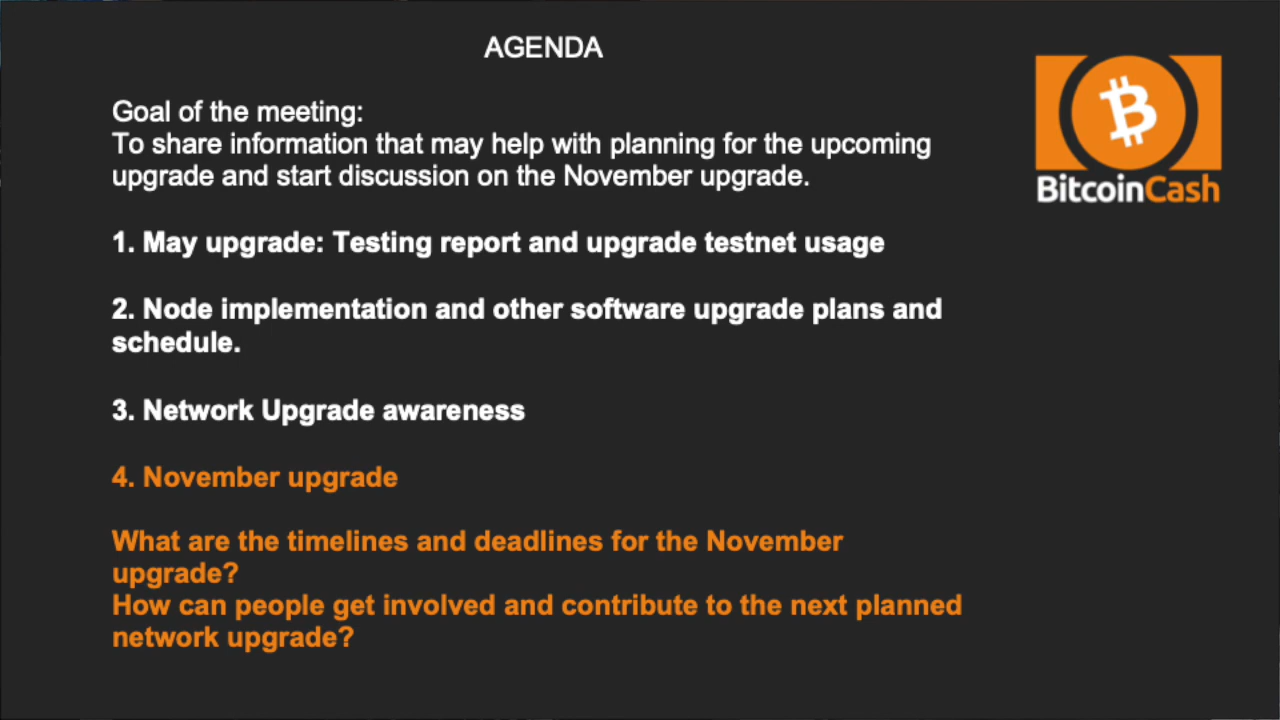 AGENDA
Goal of the meeting:
To share information that may help with planning for the upcoming
upgrade and start discussion on the November upgrade.
1. May upgrade: Testing report and upgrade testnet usage
2. Node implementation and other software upgrade plans and
schedule.
3. Network Upgrade awareness
4. November upgrade
What are the timelines and deadlines for the November
upgrade?
How can people get involved and contribute to the next planned
network upgrade?
BitcoinCash